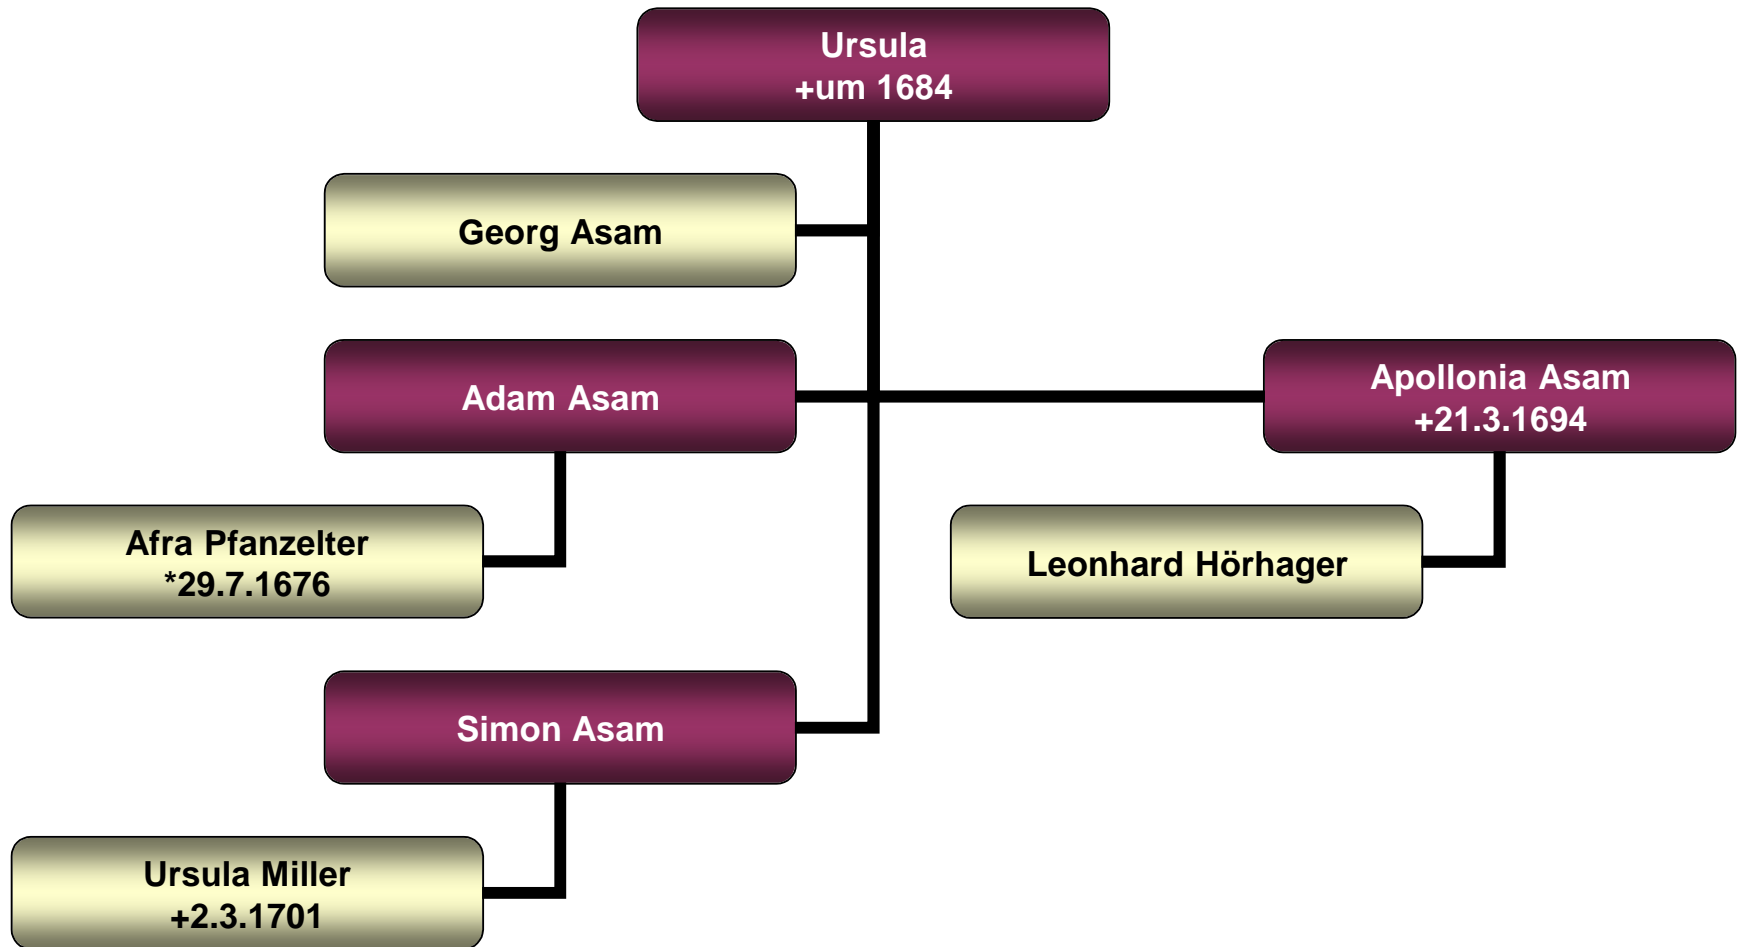 Ursula
+um 1684
Georg Asam
Adam Asam
Apollonia Asam
+21.3.1694
Afra Pfanzelter
*29.7.1676
Leonhard Hörhager
Simon Asam
Ursula Miller
+2.3.1701